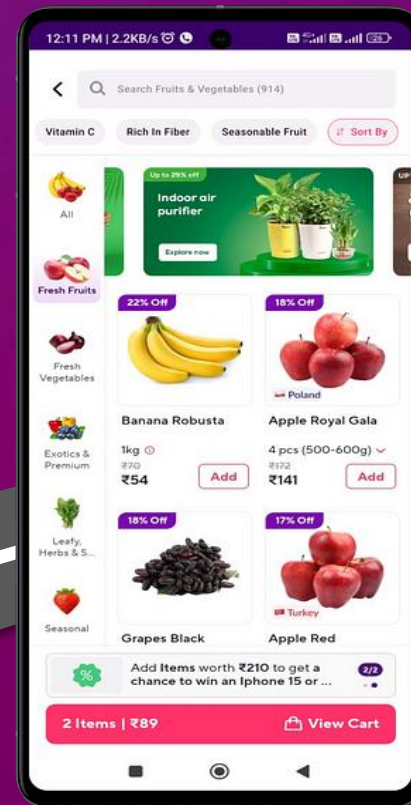 12:11 PM | 2.2KB/s
Search Fruits & Vegetables (914)
Vitamin C
Rich In Fiber
Seasonable Fruit
Sort By
All
Fresh Fruits
Fresh
Vegetables
Exotics &
Premium
Leafy,
Herbs & S...
Seasonal
Up to 25% off
Indoor air
purifier
Explore now
UP
22% Off
Banana Robusta
1kg
₹70
₹54
Add
18% Off
Poland
Apple Royal Gala
4 pcs (500-600g)
₹172
₹141
Add
18% Off
Grapes Black
17% Off
Turkey
Apple Red
Add Items worth ₹210 to get a
chance to win an Iphone 15 or ...
2/2
2 Items | ₹89
View Cart